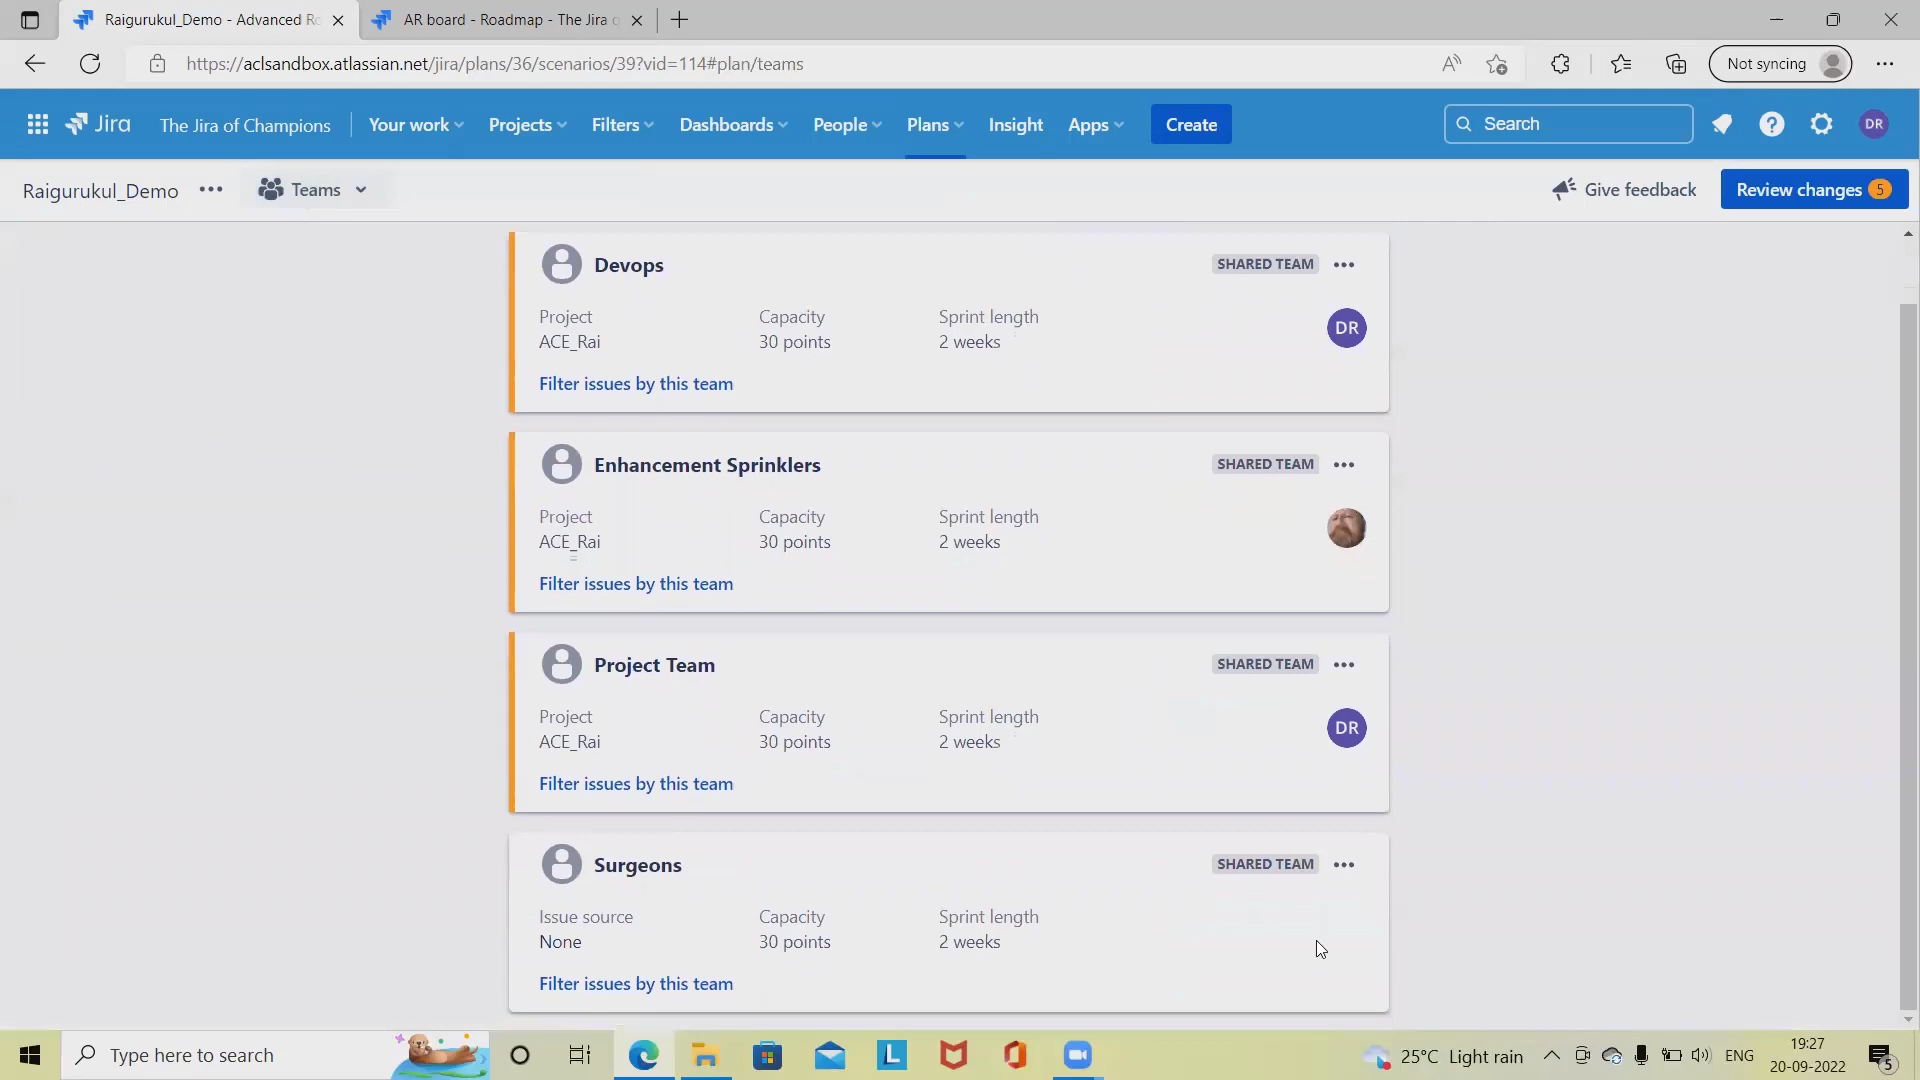 Raigurukul_Demo - Advanced Ro
AR board - Roadmap - The Jira o
https://aclsandbox.atlassian.net/jira/plans/36/scenarios/39?vid=114#plan/teams
Not syncing
Jira
The Jira of Champions
Your work
Projects
Filters
Dashboards
People
Plans
Insight
Apps
Create
Search
DR
Raigurukul_Demo
Teams
Give feedback
Review changes 5
Devops
SHARED TEAM
Project
Capacity
Sprint length
ACE_Rai
30 points
2 weeks
DR
Filter issues by this team
Enhancement Sprinklers
SHARED TEAM
Project
Capacity
Sprint length
ACE_Rai
30 points
2 weeks
Filter issues by this team
Project Team
SHARED TEAM
Project
Capacity
Sprint length
ACE_Rai
30 points
2 weeks
DR
Filter issues by this team
Surgeons
SHARED TEAM
Issue source
Capacity
Sprint length
None
30 points
2 weeks
Filter issues by this team
Type here to search
L
25°C Light rain
ENG
19:27
20-09-2022
5